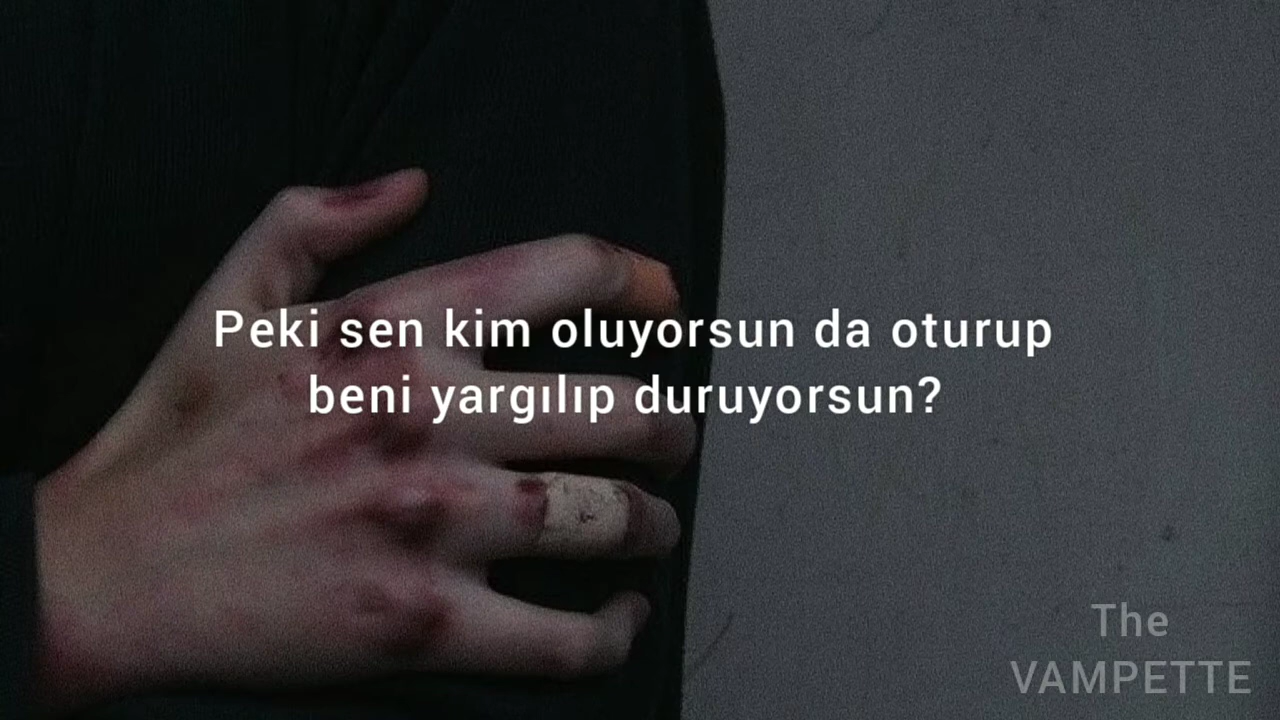 Peki sen kim oluyorsun da oturup
beni yargılıp duruyorsun?
The
VAMPETTE